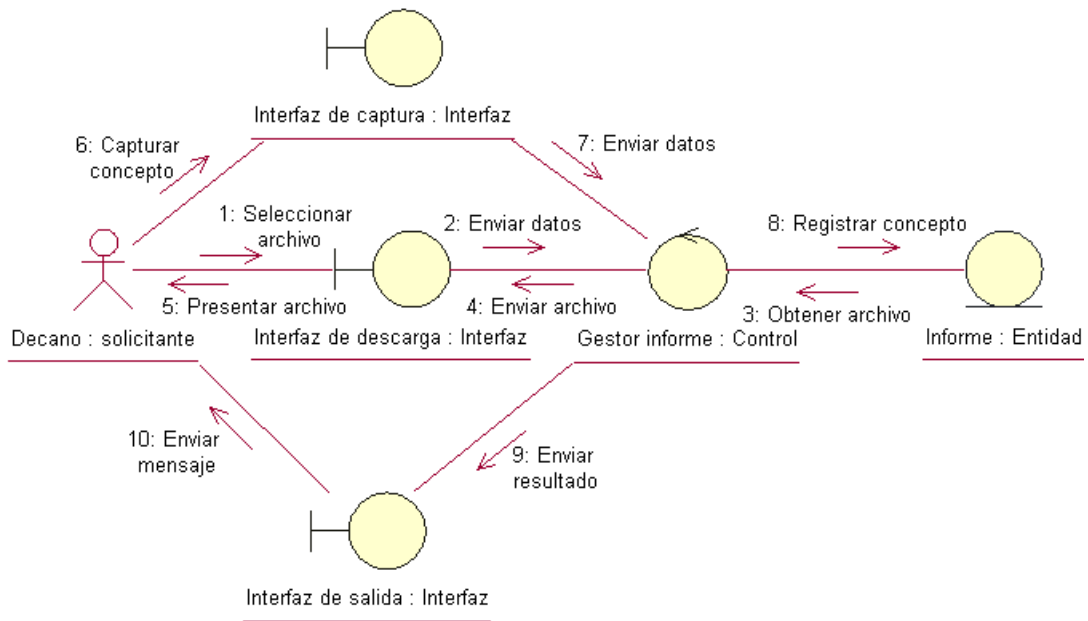 Interfaz de captura : Interfaz
6: Capturar
concepto
7: Enviar datos
1: Seleccionar
archivo
2: Enviar datos
8: Registrar concepto
5: Presentar archivo
4: Enviar archivo
3: Obtener archivo
Decano : solicitante
Interfaz de descarga : Interfaz
Gestor informe : Control
Informe : Entidad
10: Enviar
mensaje
9: Enviar
resultado
Interfaz de salida : Interfaz